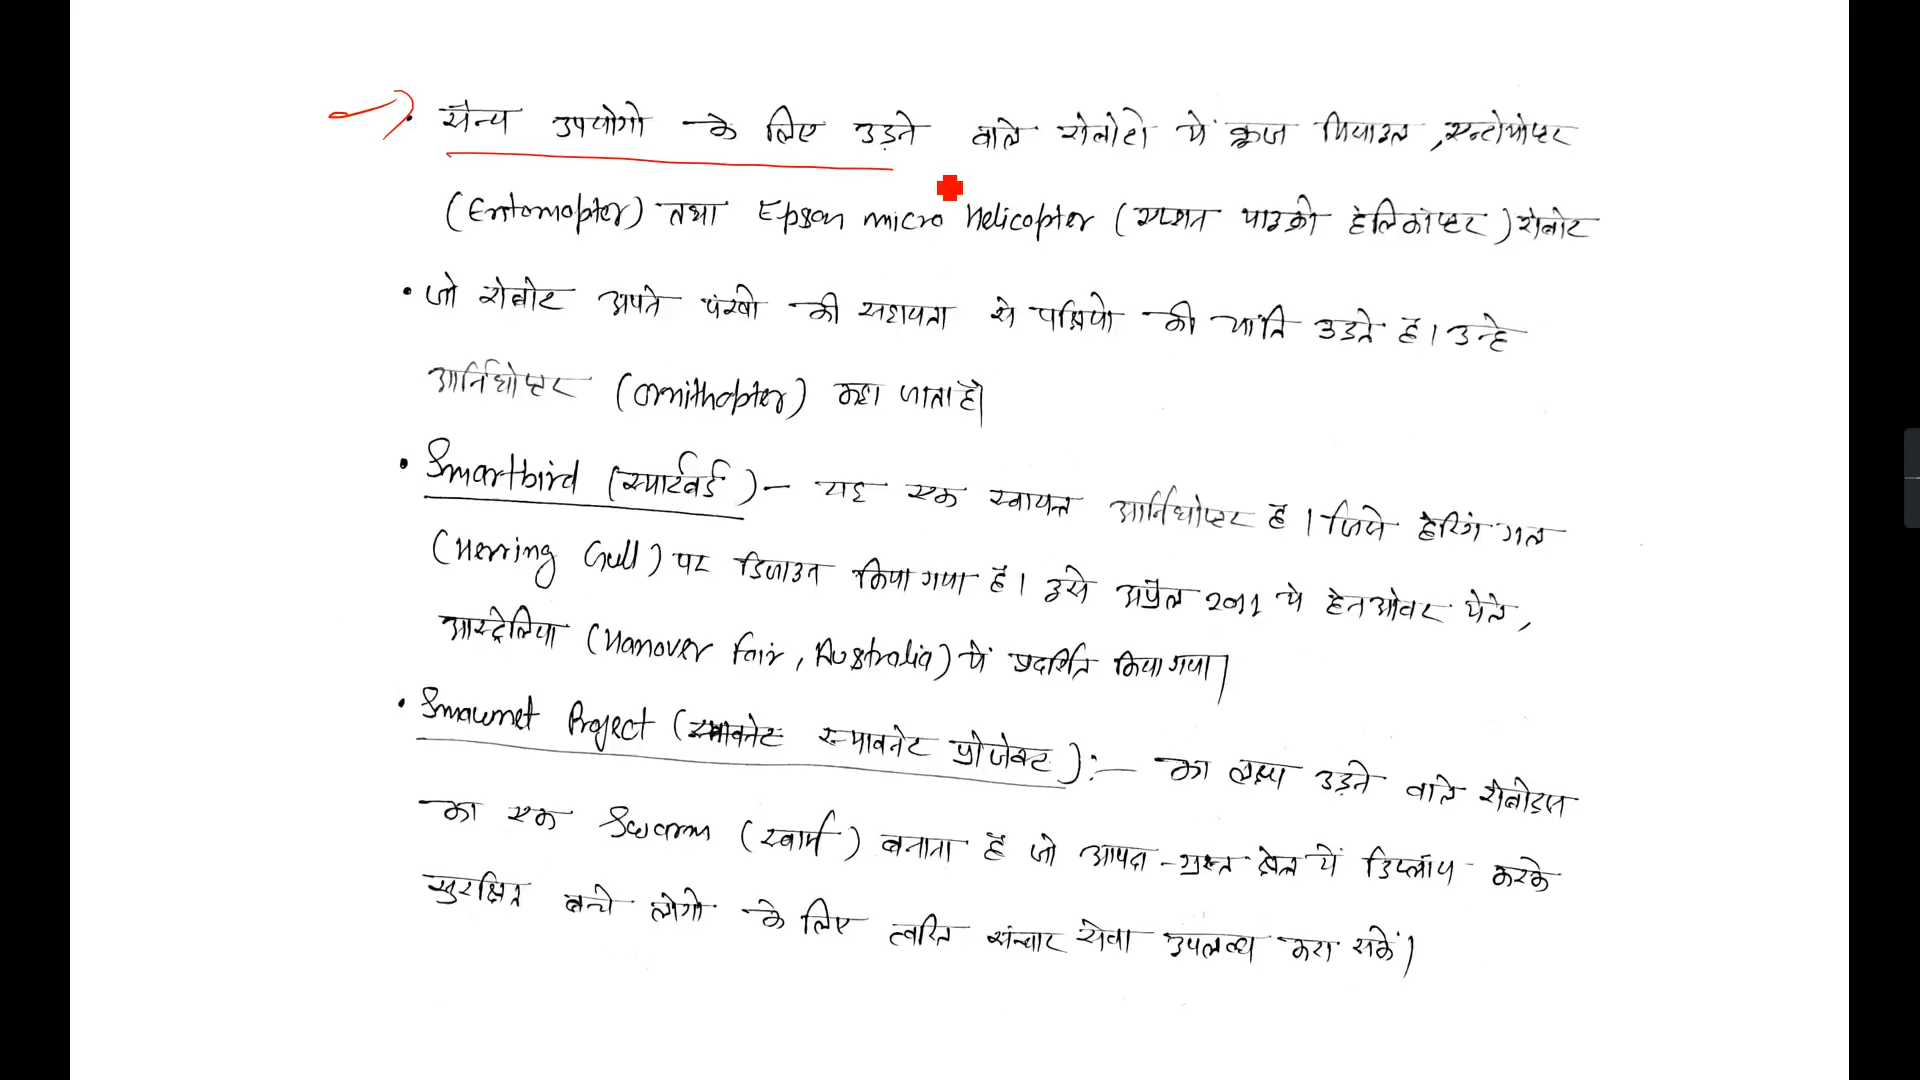 • सैन्य उपयोगो के लिए उड़ने वाले रोबोटो में क्रूज मिसाइल, एन्टोमोप्टर
(Entomopter) तथा Epson micro Helicopter (एप्सन माइक्रो हेलिकॉप्टर) रोबोट
• जो रोबोट अपने पंखो की सहायता से पक्षियो की भांति उडते है। उन्हे
आर्निथोप्टर (ornithopter) कहा जाता है।
• Smartbird (स्मार्टबर्ड) – यह एक स्वायत्त आर्निथोप्टर है। जिसे हेरिंग गल
(Herring Gull) पर डिजाइन किया गया है। इसे अप्रैल 2011 मे हेनओवर मेले,
आस्ट्रेलिया (Hanover fair, Australia) में प्रदर्शित किया गया।
• Smavnet Project (स्मावनेट प्रोजेक्ट) :– का लक्ष्य उड़ने वाले रोबोट्स
का एक Swarm (स्वार्म) बनाना है जो आपदा-ग्रस्त क्षेत्र में डिप्लॉय करके
सुरक्षित बचे लोगो के लिए त्वरित संचार सेवा उपलब्ध करा सकें।